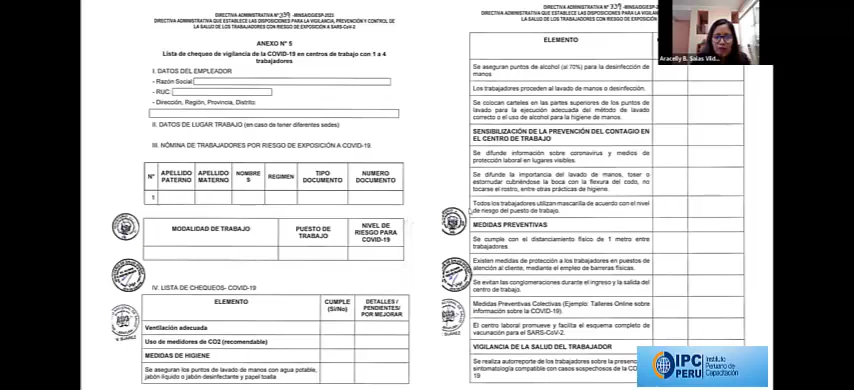 DIRECTIVA ADMINISTRATIVA N° 339 -MINSA/DGIESP-2023
DIRECTIVA ADMINISTRATIVA QUE ESTABLECE LAS DISPOSICIONES PARA LA VIGILANCIA, PREVENCIÓN Y CONTROL DE
LA SALUD DE LOS TRABAJADORES CON RIESGO DE EXPOSICIÓN A SARS-CoV-2
ANEXO N° 5
Lista de chequeo de vigilancia de la COVID-19 en centros de trabajo con 1 a 4
trabajadores
I. DATOS DEL EMPLEADOR
- Razón Social:
- RUC:
- Dirección, Región, Provincia, Distrito:
II. DATOS DE LUGAR TRABAJO (en caso de tener diferentes sedes)
III. NÓMINA DE TRABAJADORES POR RIESGO DE EXPOSICIÓN A COVID-19.
N° APELLIDO PATERNO APELLIDO MATERNO NOMBRE S REGIMEN TIPO DOCUMENTO NUMERO DOCUMENTO
1
MODALIDAD DE TRABAJO PUESTO DE TRABAJO NIVEL DE RIESGO PARA COVID-19
IV. LISTA DE CHEQUEOS- COVID-19
ELEMENTO CUMPLE (Si/No) DETALLES / PENDIENTES/ POR MEJORAR
Ventilación adecuada
Uso de medidores de CO2 (recomendable)
MEDIDAS DE HIGIENE
Se aseguran los puntos de lavado de manos con agua potable,
jabón líquido o jabón desinfectante y papel toalla
DIRECTIVA ADMINISTRATIVA N° 339 -MINSA/DGIESP
DIRECTIVA ADMINISTRATIVA QUE ESTABLECE LAS DISPOSICIONES PARA LA
LA SALUD DE LOS TRABAJADORES CON RIESGO DE EXPOSICIÓN
ELEMENTO
Se aseguran puntos de alcohol (al 70%) para la desinfección de
manos
Los trabajadores proceden al lavado de manos o desinfección.
Se colocan carteles en las partes superiores de los puntos de
lavado para la ejecución adecuada del método de lavado
correcto o el uso de alcohol para la higiene de manos.
SENSIBILIZACIÓN DE LA PREVENCIÓN DEL CONTAGIO EN
EL CENTRO DE TRABAJO
Se difunde información sobre coronavirus y medios de
protección laboral en lugares visibles.
Se difunde la importancia del lavado de manos, toser o
estornudar cubriéndose la boca con la flexura del codo, no
tocarse el rostro, entre otras prácticas de higiene.
Todos los trabajadores utilizan mascarilla de acuerdo con el nivel
de riesgo del puesto de trabajo.
MEDIDAS PREVENTIVAS
Se cumple con el distanciamiento físico de 1 metro entre
trabajadores
Existen medidas de protección a los trabajadores en puestos de
atención al cliente, mediante el empleo de barreras físicas.
Se evitan las conglomeraciones durante el ingreso y la salida del
centro de trabajo.
Medidas Preventivas Colectivas (Ejemplo: Talleres Online sobre
información sobre la COVID-19).
El centro laboral promueve y facilita el esquema completo de
vacunación para el SARS-CoV-2.
VIGILANCIA DE LA SALUD DEL TRABAJADOR
Se realiza autorreporte de los trabajadores sobre la presenc
sintomatología compatible con casos sospechosos de la CO
19
Aracelly B. Salas Vild...
IPC
PERU
Instituto
Peruano de
Capacitación